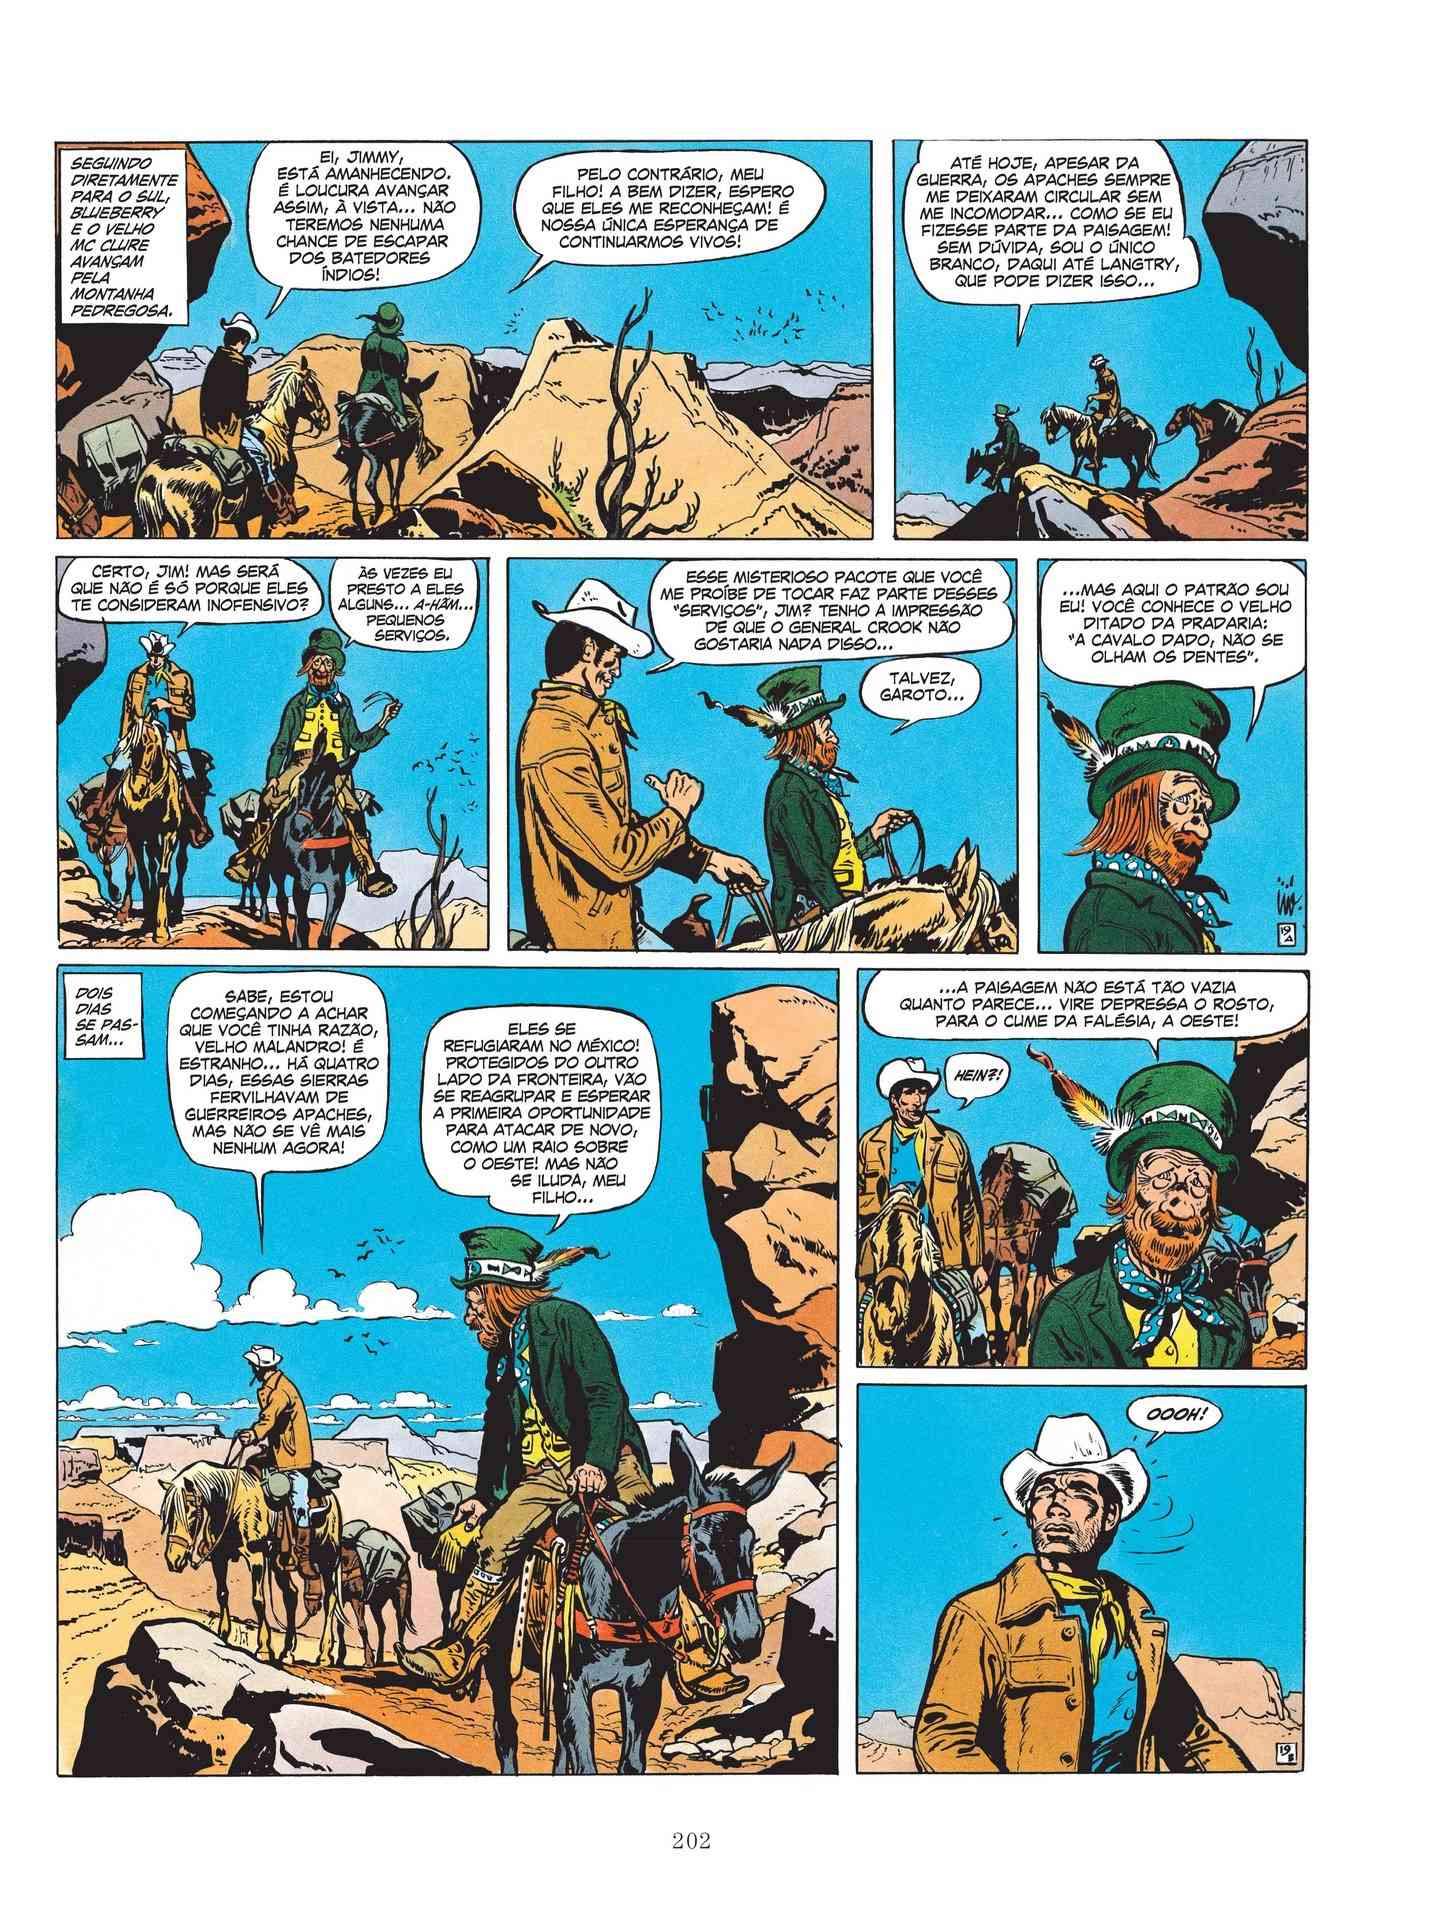 SEGUINDO
DIRETAMENTE
PARA O SUL,
BLUEBERRY
E O VELHO
MC CLURE
AVANÇAM
PELA
MONTANHA
PEDREGOSA.
EI, JIMMY,
ESTÁ AMANHECENDO.
É LOUCURA AVANÇAR
ASSIM, À VISTA... NÃO
TEREMOS NENHUMA
CHANCE DE ESCAPAR
DOS BATEDORES
ÍNDIOS!
PELO CONTRÁRIO, MEU
FILHO! A BEM DIZER, ESPERO
QUE ELES ME RECONHEÇAM! É
NOSSA ÚNICA ESPERANÇA DE
CONTINUARMOS VIVOS!
ATÉ HOJE, APESAR DA
GUERRA, OS APACHES SEMPRE
ME DEIXARAM CIRCULAR SEM
ME INCOMODAR... COMO SE EU
FIZESSE PARTE DA PAISAGEM!
SEM DÚVIDA, SOU O ÚNICO
BRANCO, DAQUI ATÉ LANGTRY,
QUE PODE DIZER ISSO...
CERTO, JIM! MAS SERÁ
QUE NÃO É SÓ PORQUE ELES
TE CONSIDERAM INOFENSIVO?
ÀS VEZES EU
PRESTO A ELES
ALGUNS... A-HÃM...
PEQUENOS
SERVIÇOS.
ESSE MISTERIOSO PACOTE QUE VOCÊ
ME PROÍBE DE TOCAR FAZ PARTE DESSES
"SERVIÇOS", JIM? TENHO A IMPRESSÃO
DE QUE O GENERAL CROOK NÃO
GOSTARIA NADA DISSO...
TALVEZ,
GAROTO...
...MAS AQUI O PATRÃO SOU
EU! VOCÊ CONHECE O VELHO
DITADO DA PRADARIA:
"A CAVALO DADO, NÃO SE
OLHAM OS DENTES".
19
A
DOIS
DIAS
SE PAS-
SAM...
SABE, ESTOU
COMEÇANDO A ACHAR
QUE VOCÊ TINHA RAZÃO,
VELHO MALANDRO! É
ESTRANHO... HÁ QUATRO
DIAS, ESSAS SIERRAS
FERVILHAVAM DE
GUERREIROS APACHES,
MAS NÃO SE VÊ MAIS
NENHUM AGORA!
ELES SE
REFUGIARAM NO MÉXICO!
PROTEGIDOS DO OUTRO
LADO DA FRONTEIRA, VÃO
SE REAGRUPAR E ESPERAR
A PRIMEIRA OPORTUNIDADE
PARA ATACAR DE NOVO,
COMO UM RAIO SOBRE
O OESTE! MAS NÃO
SE ILUDA, MEU
FILHO...
...A PAISAGEM NÃO ESTÁ TÃO VAZIA
QUANTO PARECE... VIRE DEPRESSA O ROSTO,
PARA O CUME DA FALÉSIA, A OESTE!
HEIN?!
OOOH!
19
B
202